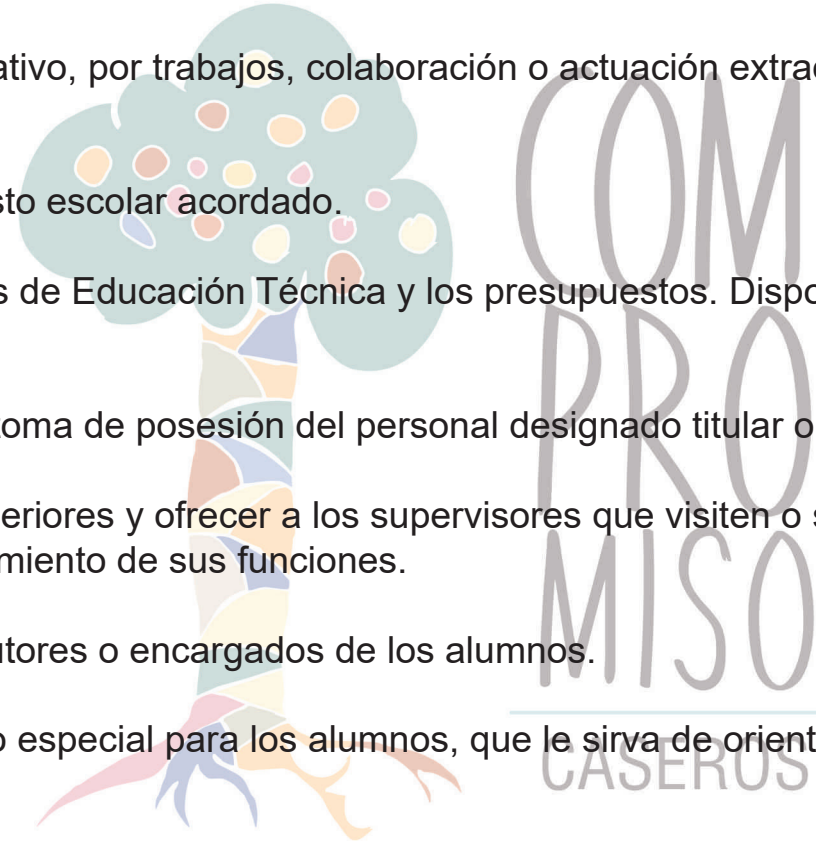 ativo, por trabajos, colaboración o actuación extrac
sto escolar acordado.
s de Educación Técnica y los presupuestos. Dispo
toma de posesión del personal designado titular o
eriores y ofrecer a los supervisores que visiten o s
miento de sus funciones.
utores o encargados de los alumnos.
o especial para los alumnos, que le sirva de orient
COM
PRO
MISO
CASEROS